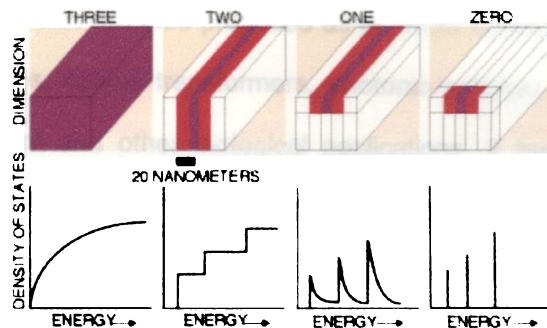 THREE TWO ONE ZERO
DIMENSION
20 NANOMETERS
DENSITY OF STATES
ENERGY ENERGY ENERGY ENERGY